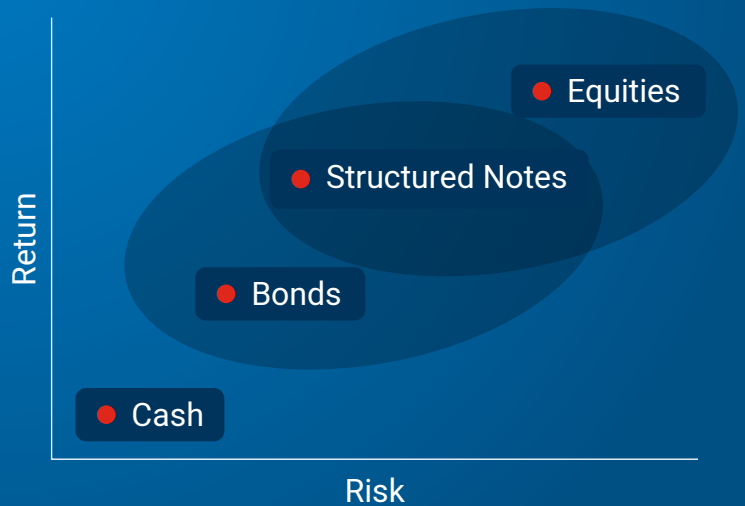 Equities
Structured Notes
Return
Bonds
Cash
Risk